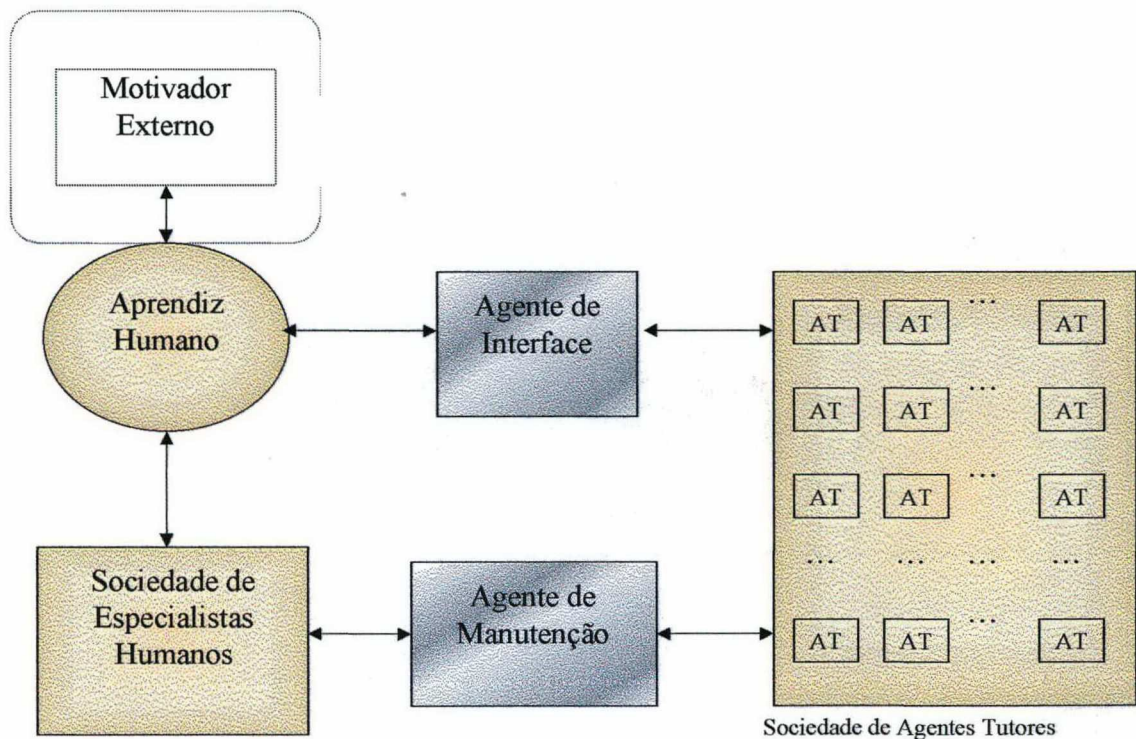 Motivador
Externo
Aprendiz
Humano
Agente de
Interface
AT AT ... AT
AT AT ... AT
AT AT ... AT
... ... ... ...
AT AT ... AT
Sociedade de
Especialistas
Humanos
Agente de
Manutenção
Sociedade de Agentes Tutores